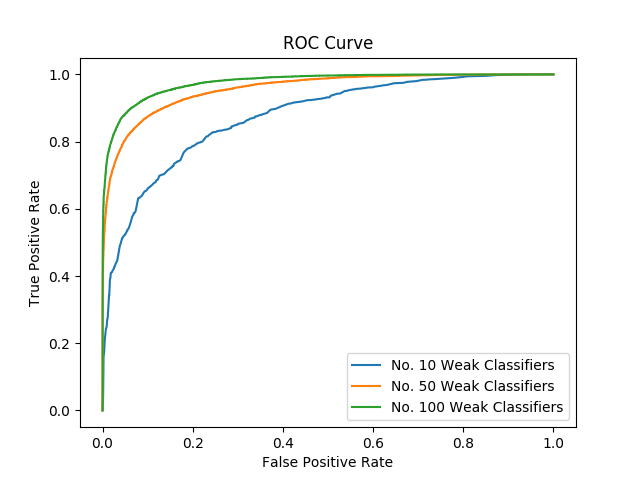 ROC Curve
True Positive Rate
1.0
0.8
0.6
0.4
0.2
0.0
No. 10 Weak Classifiers
No. 50 Weak Classifiers
No. 100 Weak Classifiers
0.0 0.2 0.4 0.6 0.8 1.0
False Positive Rate